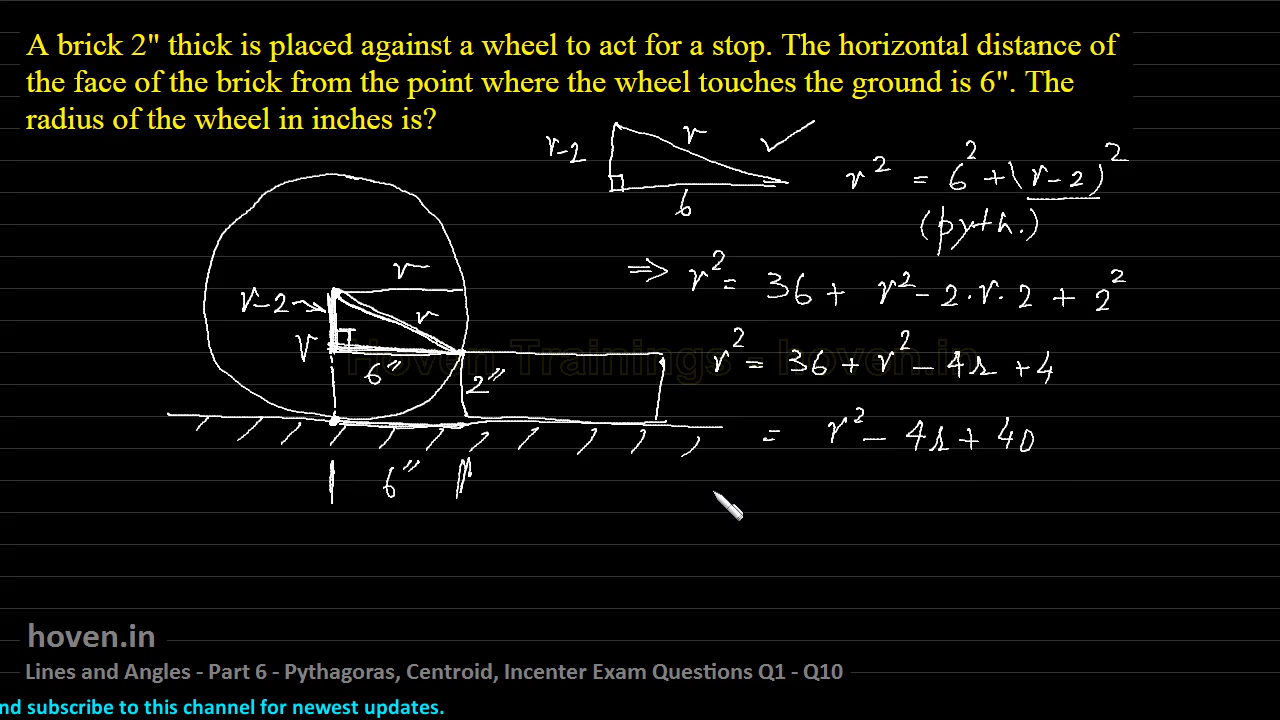 A brick 2" thick is placed against a wheel to act for a stop. The horizontal distance of
the face of the brick from the point where the wheel touches the ground is 6". The
radius of the wheel in inches is?
r-2
r
6
r² = 6² + (r-2)²
(pyth.)
⇒ r² = 36 + r² - 2·r·2 + 2²
r
r-2
r
r
6"
2"
Hoven Trainings - hoven.in
r² = 36 + r² - 4r + 4
= r² - 4r + 40
6"
hoven.in
Lines and Angles - Part 6 - Pythagoras, Centroid, Incenter Exam Questions Q1 - Q10
nd subscribe to this channel for newest updates.